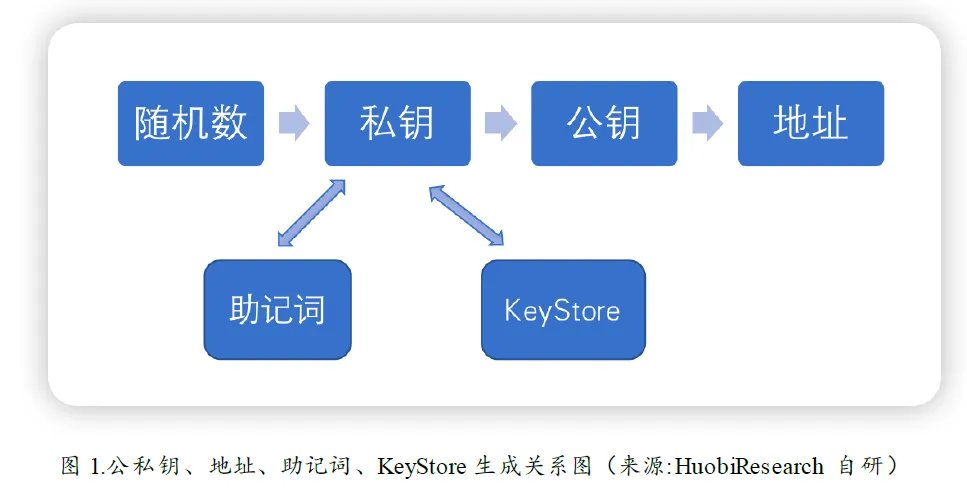 随机数
私钥
公钥
地址
助记词
KeyStore
图 1.公私钥、地址、助记词、KeyStore 生成关系图（来源:HuobiResearch 自研）